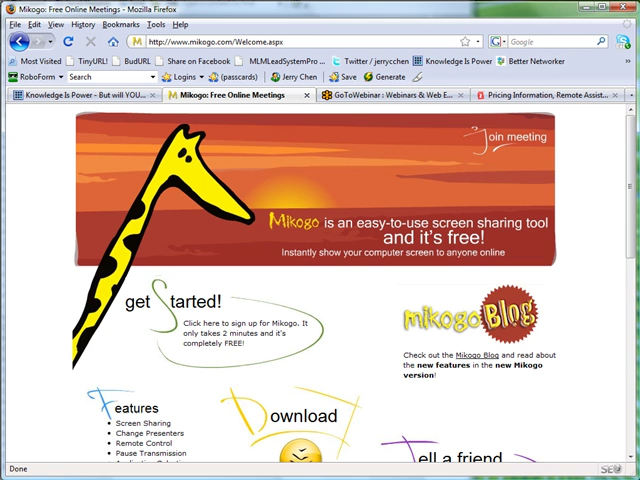 Mikogo: Free Online Meetings - Mozilla Firefox
File Edit View History Bookmarks Tools Help
http://www.mikogo.com/Welcome.aspx
Google
Most Visited TinyURL! BudURL Share on Facebook MLMLeadSystemPro ... Twitter / jerrycchen Knowledge Is Power Better Networker
RoboForm Search Logins (passcards) Jerry Chen Save Generate
Knowledge Is Power - But will YOU... Mikogo: Free Online Meetings GoToWebinar : Webinars & Web E... Pricing Information, Remote Assist...
Join meeting
Mikogo is an easy-to-use screen sharing tool
and it's free!
Instantly show your computer screen to anyone online
get Started!
Click here to sign up for Mikogo. It
only takes 2 minutes and it's
completely FREE!
mikogo Blog
Check out the Mikogo Blog and read about
the new features in the new Mikogo
version!
Features
Screen Sharing
Change Presenters
Remote Control
Pause Transmission
Download
Tell a friend
Done